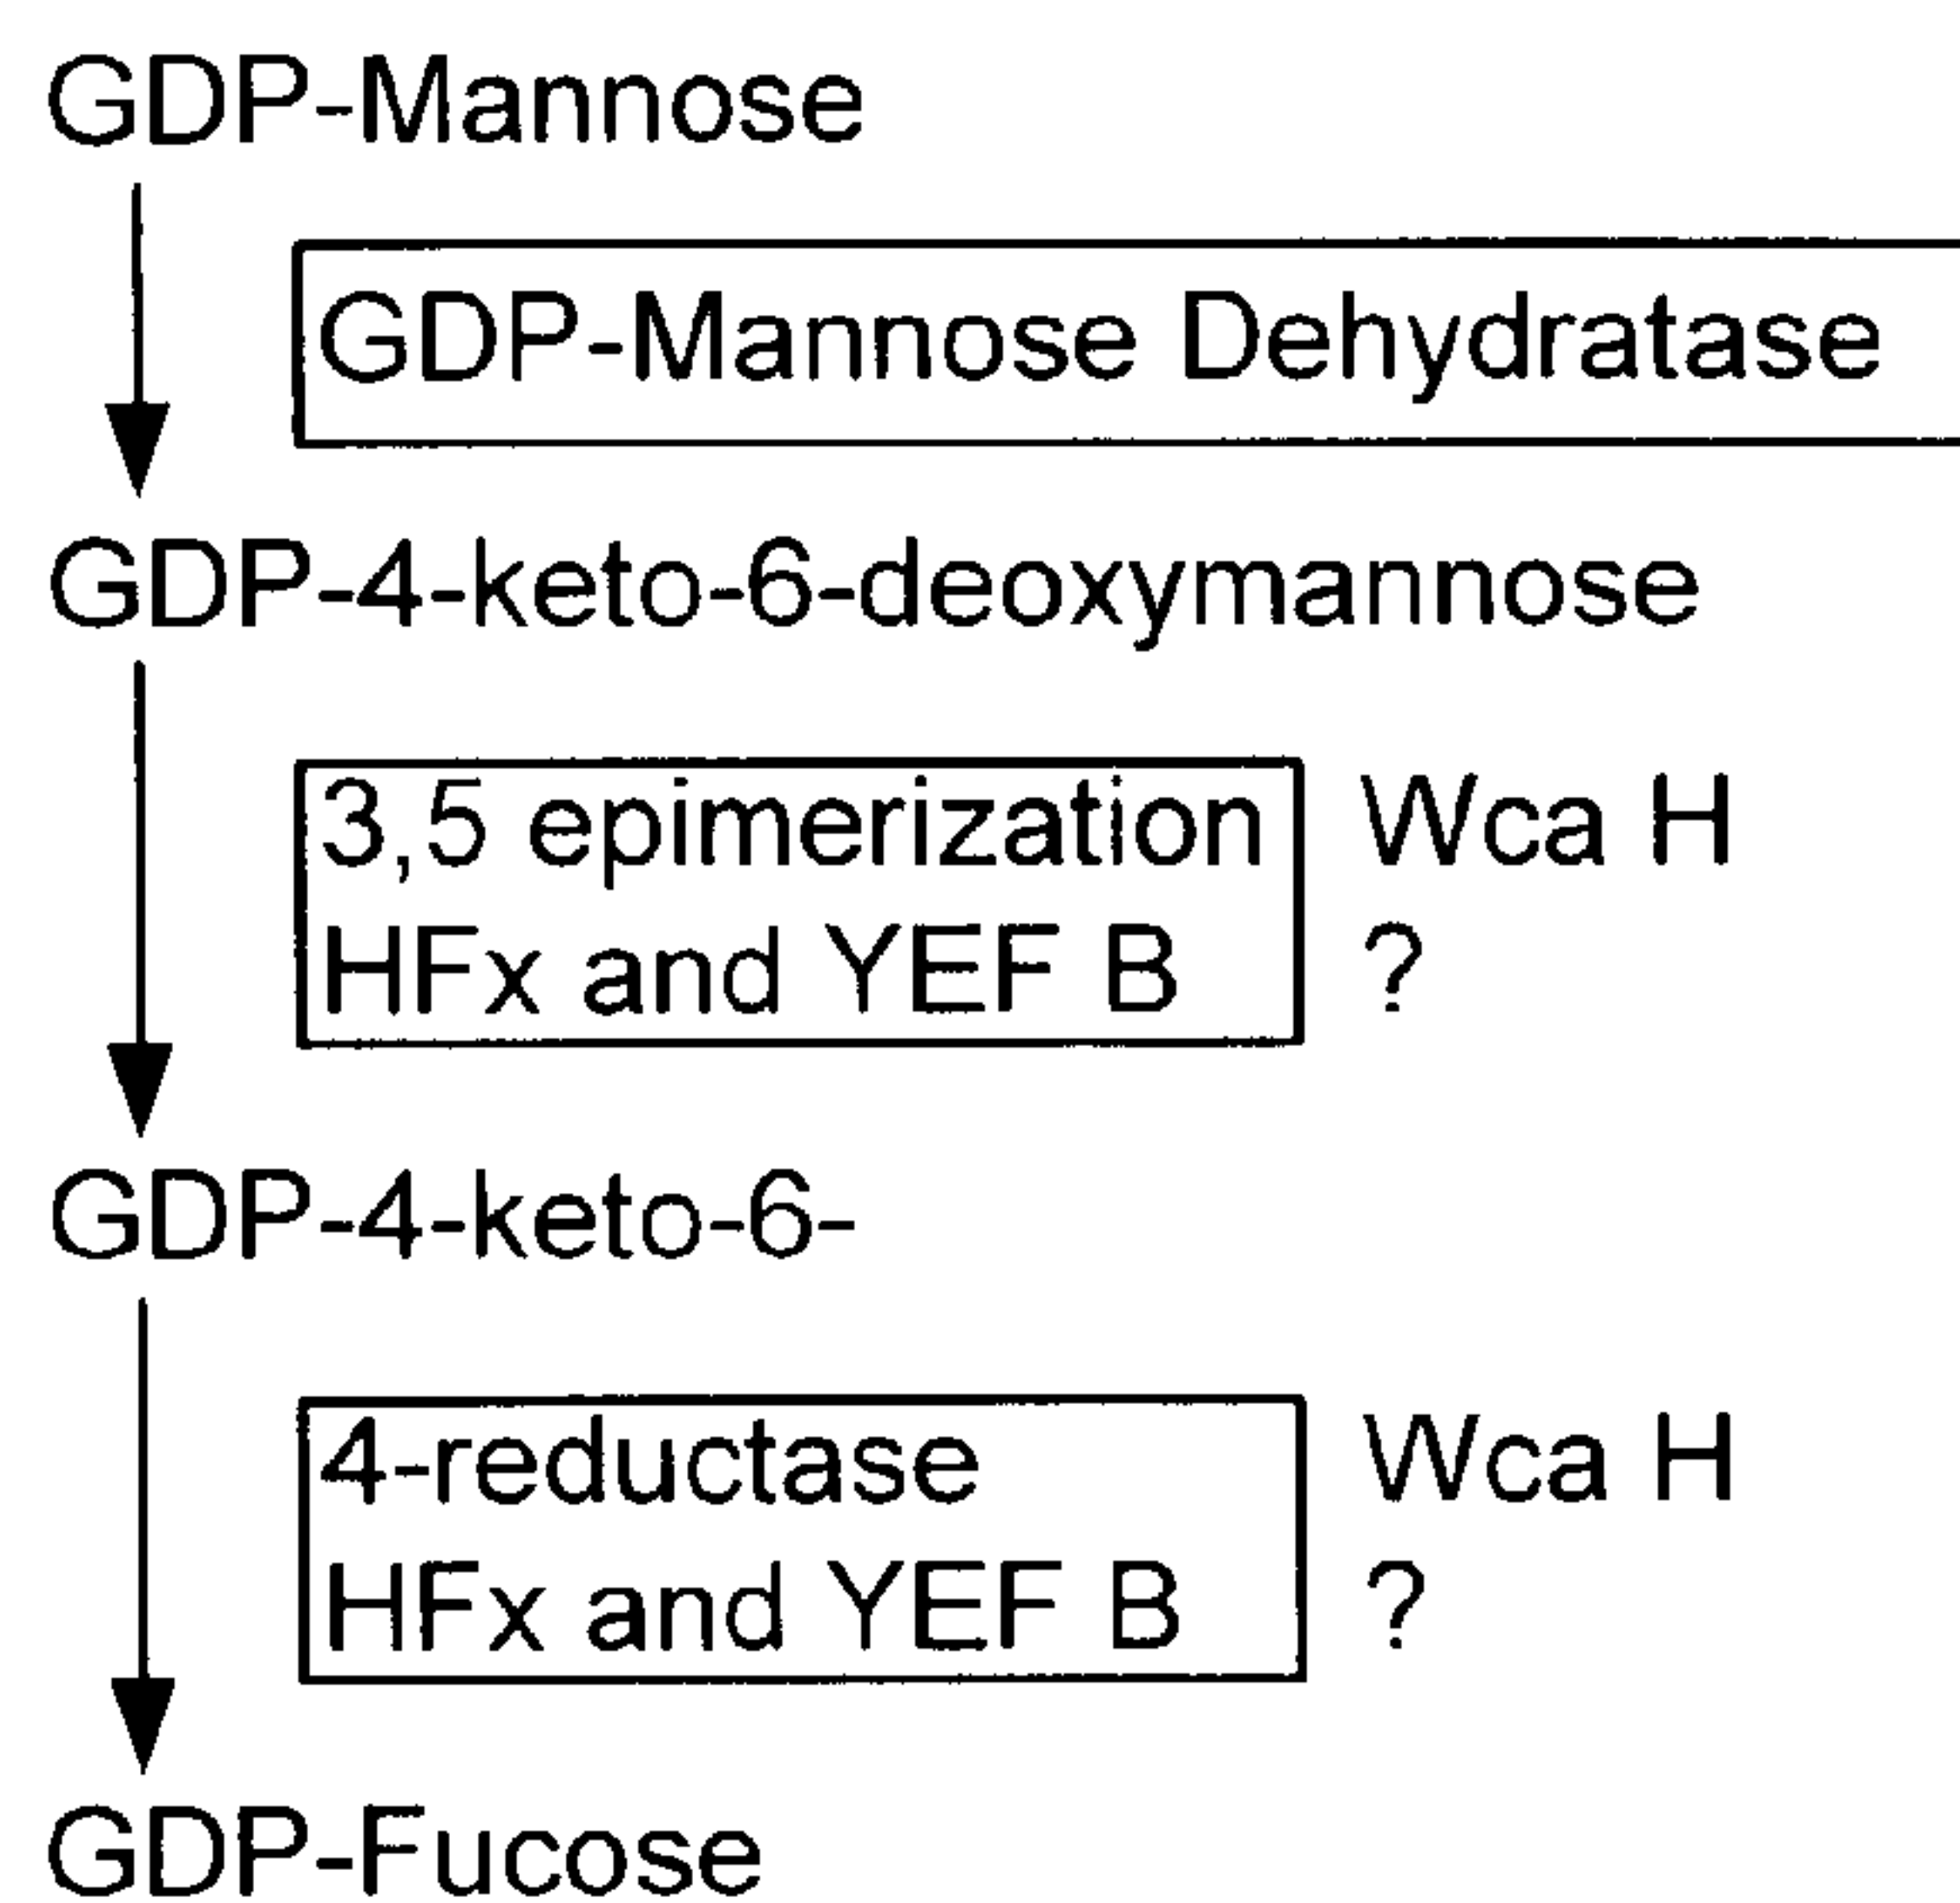 GDP-Mannose
GDP-Mannose Dehydratase
GDP-4-keto-6-deoxymannose
3,5 epimerization Wca H
HFx and YEF B ?
GDP-4-keto-6-
4-reductase Wca H
HFx and YEF B ?
GDP-Fucose